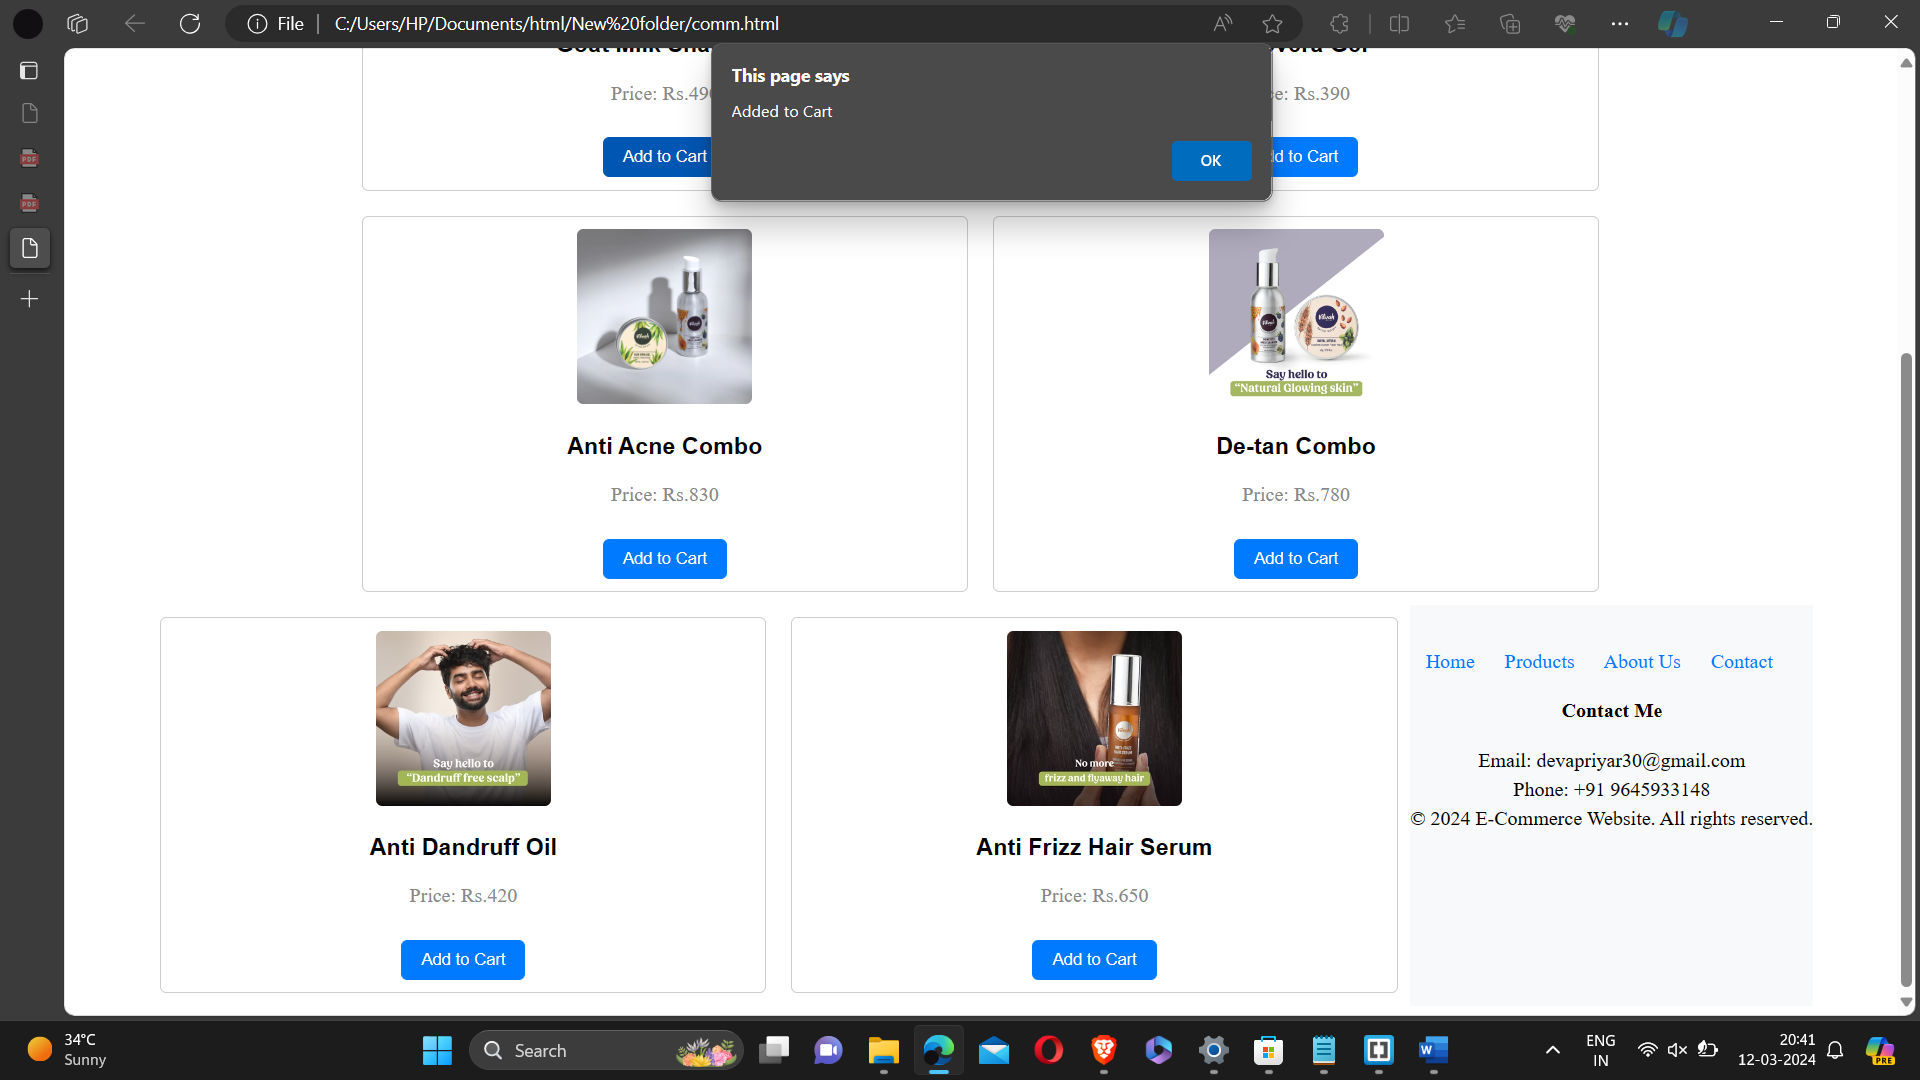 File
C:/Users/HP/Documents/html/New%20folder/comm.html
This page says
Added to Cart
OK
Price: Rs.49
e: Rs.390
Add to Cart
d to Cart
Say hello to
"Natural Glowing skin"
Anti Acne Combo
De-tan Combo
Price: Rs.830
Price: Rs.780
Add to Cart
Add to Cart
Say hello to
"Dandruff free scalp"
No more
frizz and flyaway hair
Anti Dandruff Oil
Anti Frizz Hair Serum
Price: Rs.420
Price: Rs.650
Add to Cart
Add to Cart
Home Products About Us Contact
Contact Me
Email: devapriyar30@gmail.com
Phone: +91 9645933148
© 2024 E-Commerce Website. All rights reserved.
34°C
Sunny
Search
ENG
IN
20:41
12-03-2024
PRE